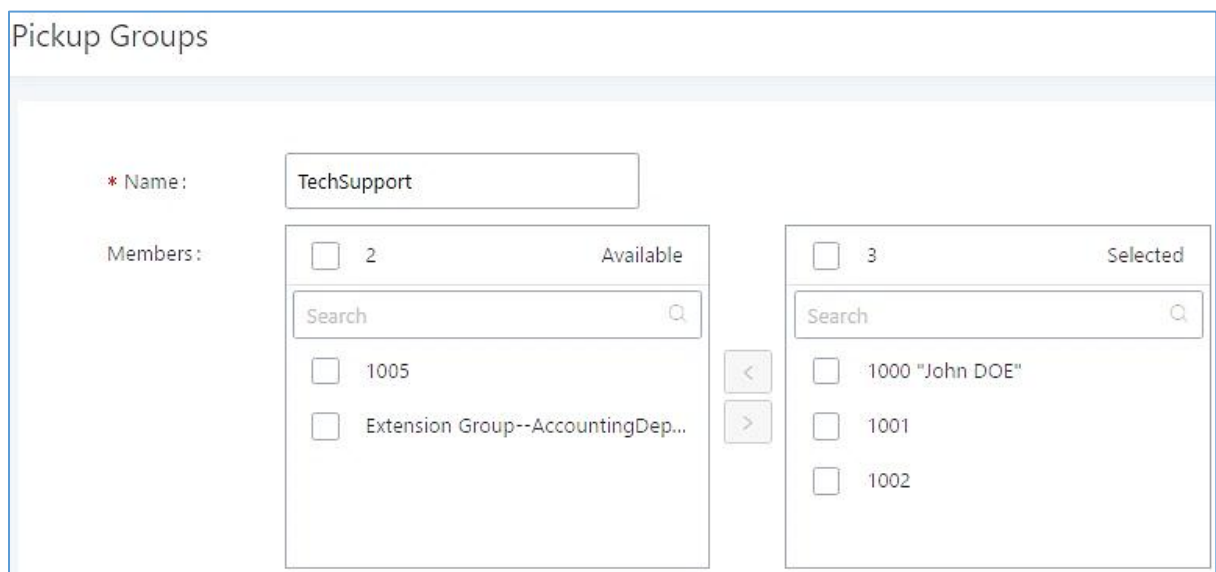 Pickup Groups
* Name:
TechSupport
Members:
2 Available
Search
1005
Extension Group--AccountingDep...
<
>
3 Selected
Search
1000 "John DOE"
1001
1002